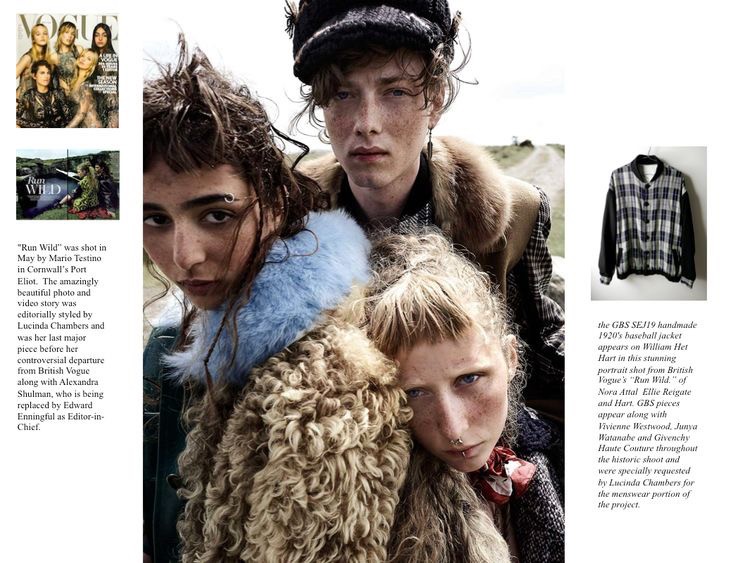 VOGUE
A LIFE IN
VOGUE
THE NEW
SEASON
Run
WILD
"Run Wild" was shot in
May by Mario Testino
in Cornwall's Port
Eliot. The amazingly
beautiful photo and
video story was
editorially styled by
Lucinda Chambers and
was her last major
piece before her
controversial departure
from British Vogue
along with Alexandra
Shulman, who is being
replaced by Edward
Enningful as Editor-in-
Chief.
the GBS SEJ19 handmade
1920's baseball jacket
appears on William Het
Hart in this stunning
portrait shot from British
Vogue's "Run Wild." of
Nora Attal Ellie Reigate
and Hart. GBS pieces
appear along with
Vivienne Westwood, Junya
Watanabe and Givenchy
Haute Couture throughout
the historic shoot and
were specially requested
by Lucinda Chambers for
the menswear portion of
the project.